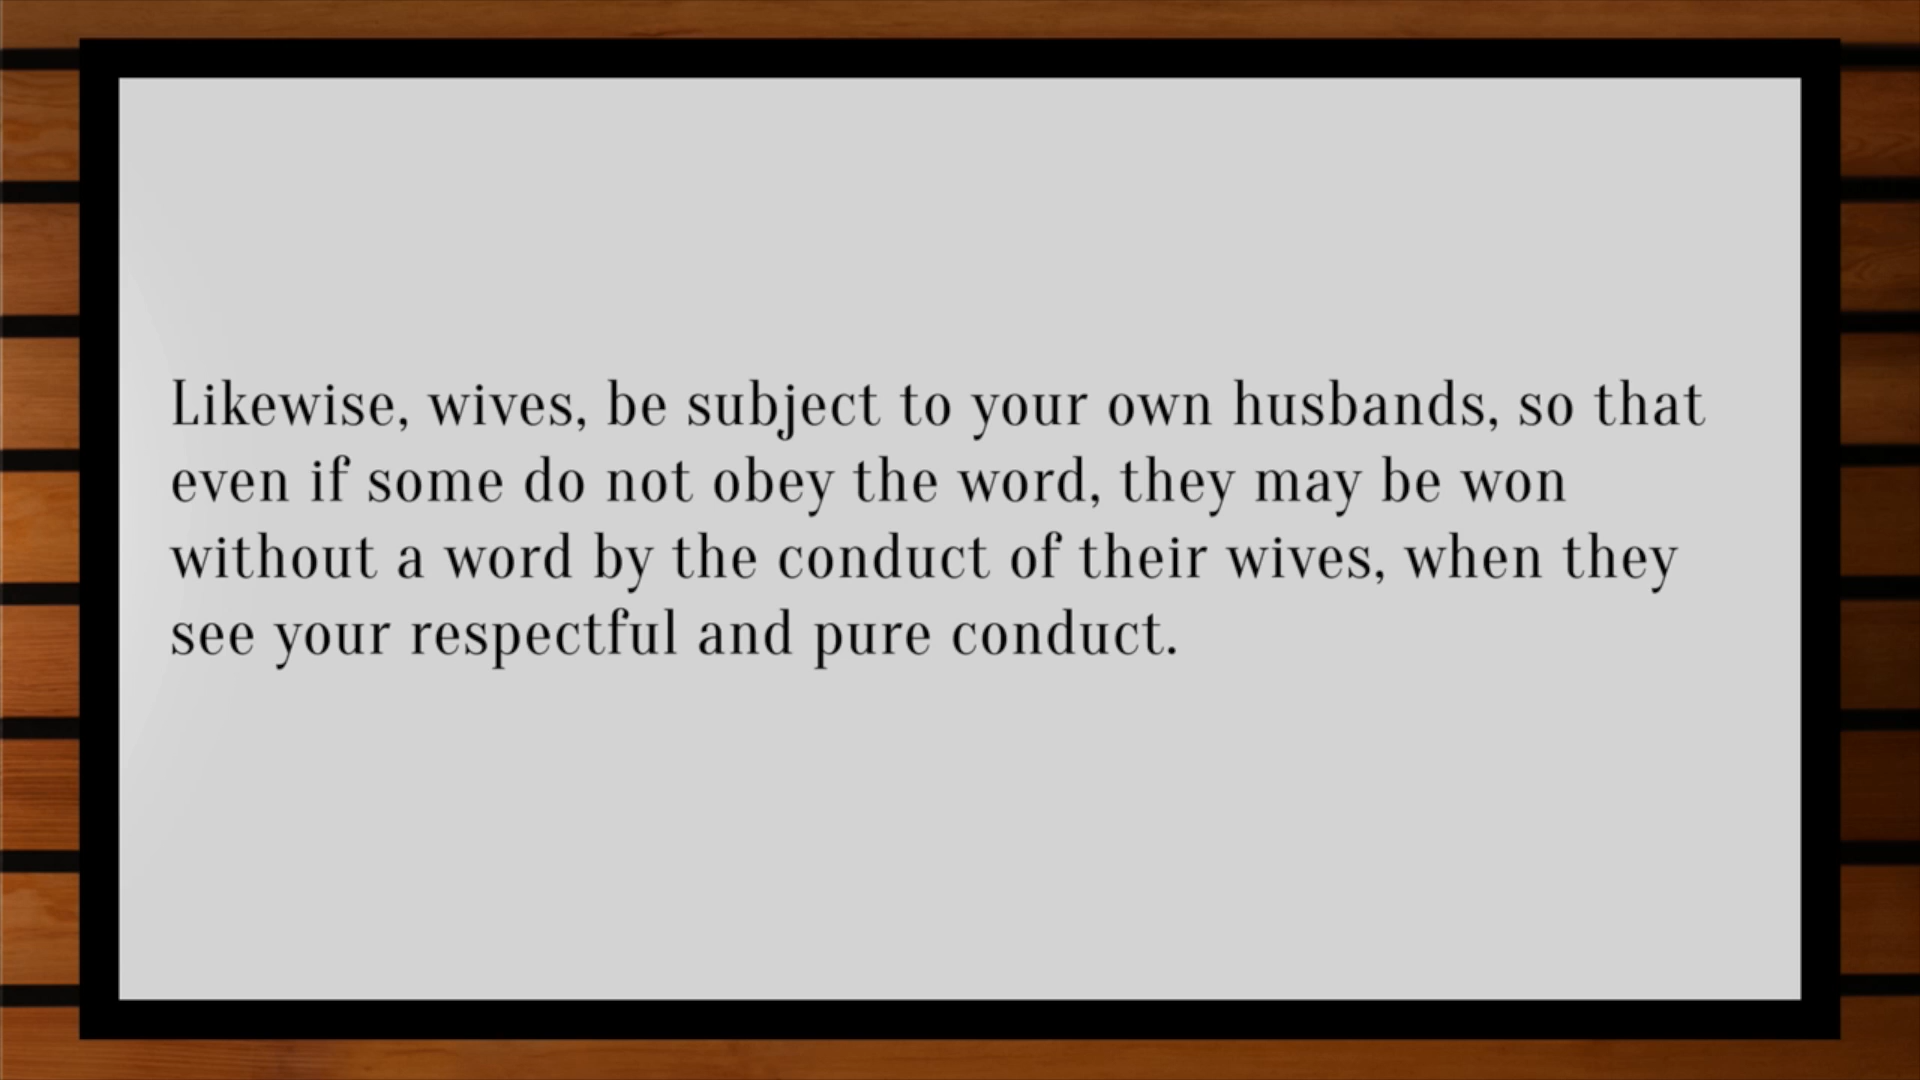 Likewise, wives, be subject to your own husbands, so that
even if some do not obey the word, they may be won
without a word by the conduct of their wives, when they
see your respectful and pure conduct.